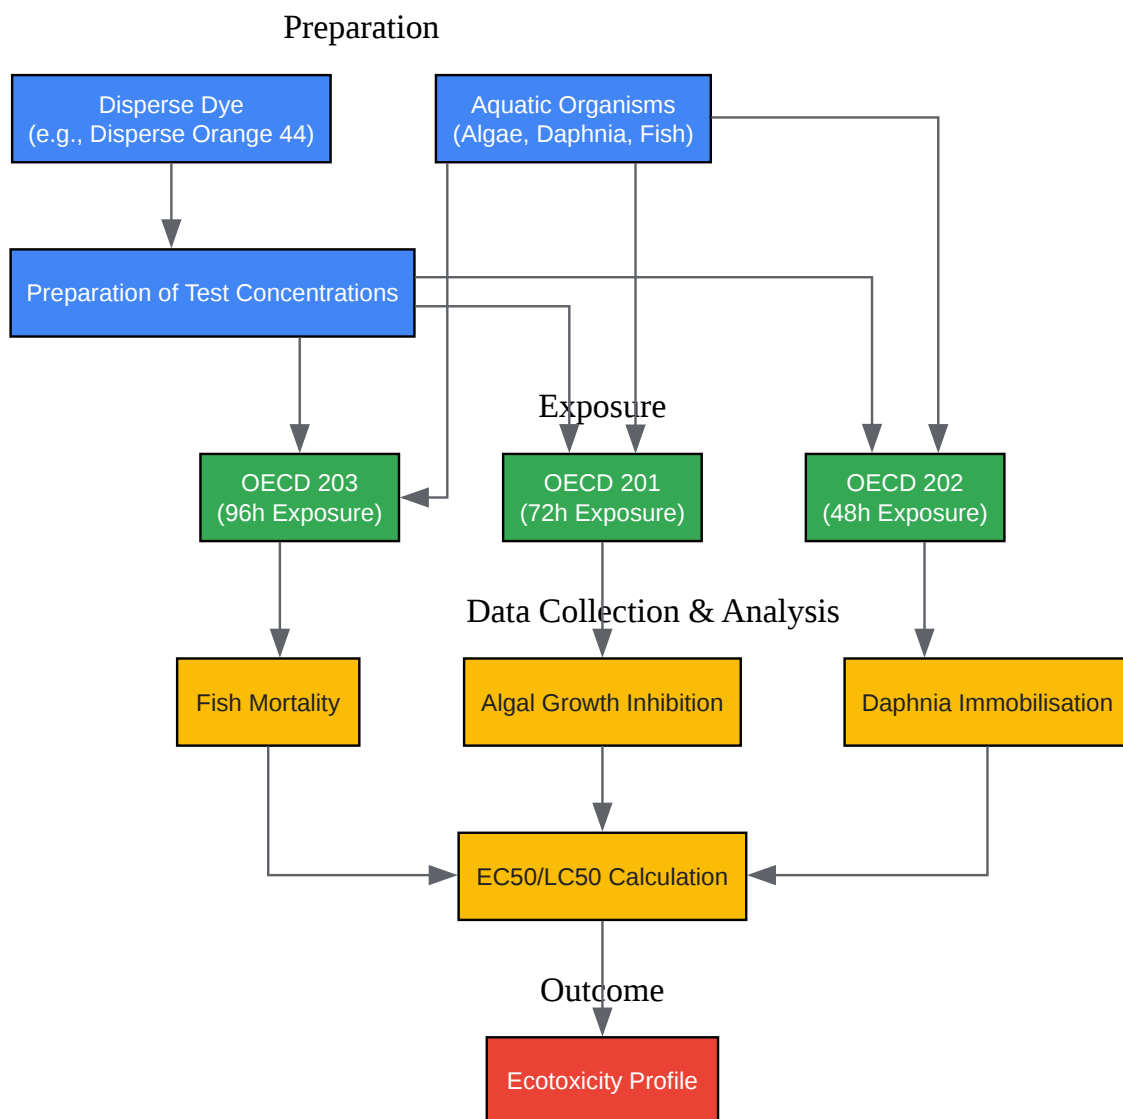 Preparation
Disperse Dye
(e.g., Disperse Orange 44)
Aquatic Organisms
(Algae, Daphnia, Fish)
Preparation of Test Concentrations
Exposure
OECD 203
(96h Exposure)
OECD 201
(72h Exposure)
OECD 202
(48h Exposure)
Data Collection & Analysis
Fish Mortality
Algal Growth Inhibition
Daphnia Immobilisation
EC50/LC50 Calculation
Outcome
Ecotoxicity Profile